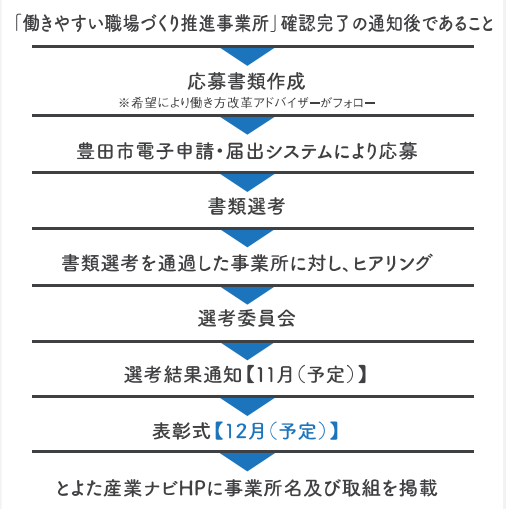 「働きやすい職場づくり推進事業所」確認完了の通知後であること
応募書類作成
※希望により働き方改革アドバイザーがフォロー
豊田市電子申請・届出システムにより応募
書類選考
書類選考を通過した事業所に対し、ヒアリング
選考委員会
選考結果通知【11月（予定）】
表彰式【12月（予定）】
とよた産業ナビHPに事業所名及び取組を掲載